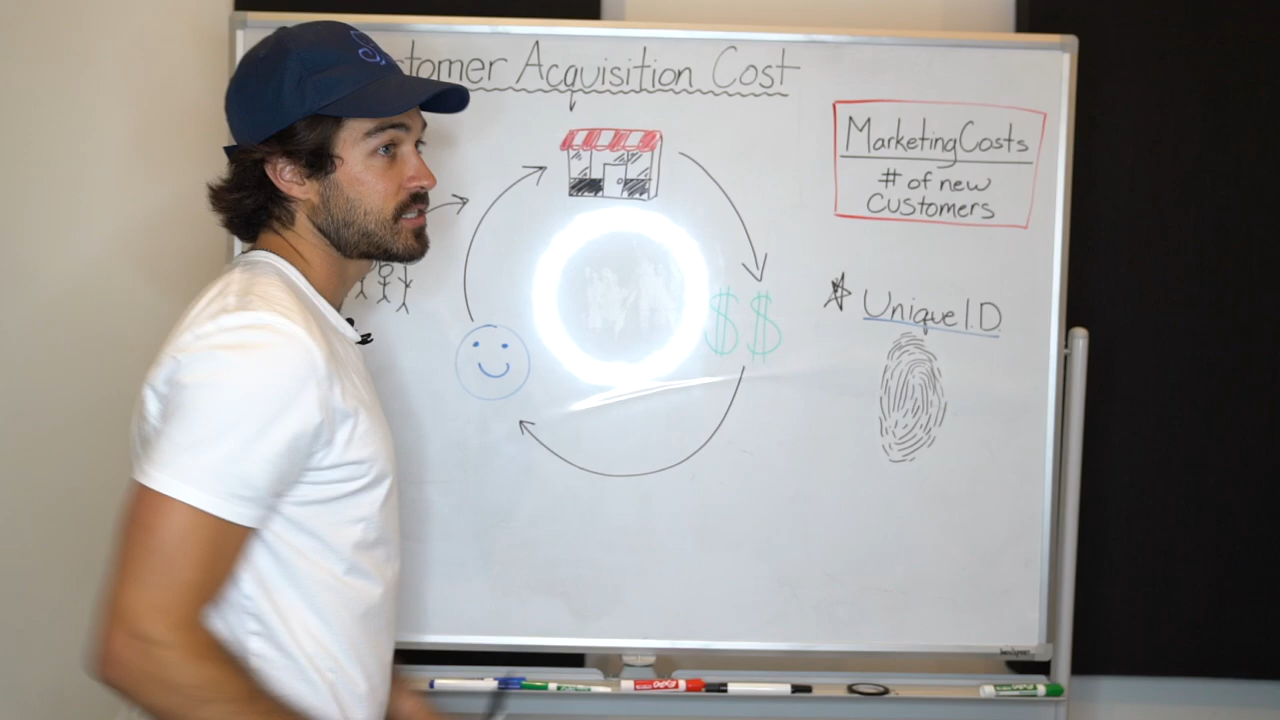 stomer Acquisition Cost
Marketing Costs
# of new
Customers
$ $
Unique I.D